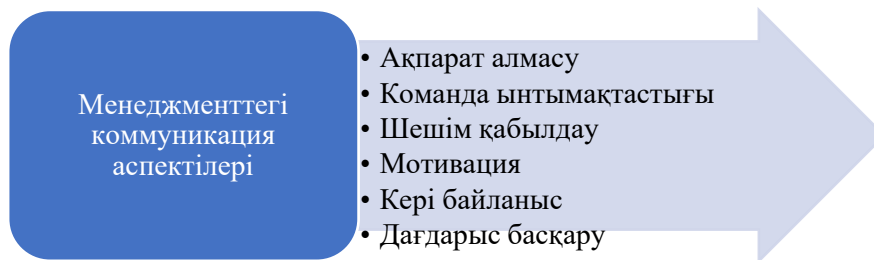 Менеджменттегі
коммуникация
аспектілері
• Ақпарат алмасу
• Команда ынтымақтастығы
• Шешім қабылдау
• Мотивация
• Кері байланыс
• Дағдарыс басқару